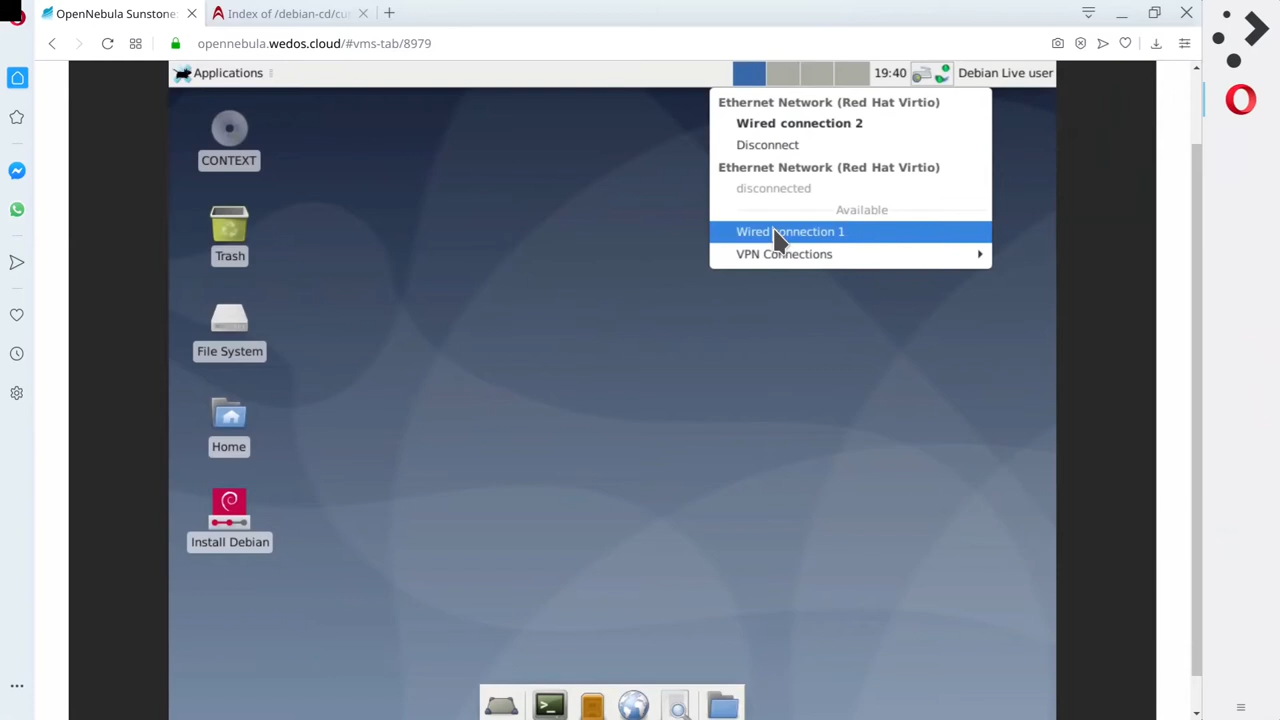 OpenNebula Sunstone:
Index of /debian-cd/cu
opennebula.wedos.cloud/#vms-tab/8979
Applications
19:40
Debian Live user
Ethernet Network (Red Hat Virtio)
Wired connection 2
Disconnect
Ethernet Network (Red Hat Virtio)
disconnected
Available
Wired connection 1
VPN Connections
CONTEXT
Trash
File System
Home
Install Debian